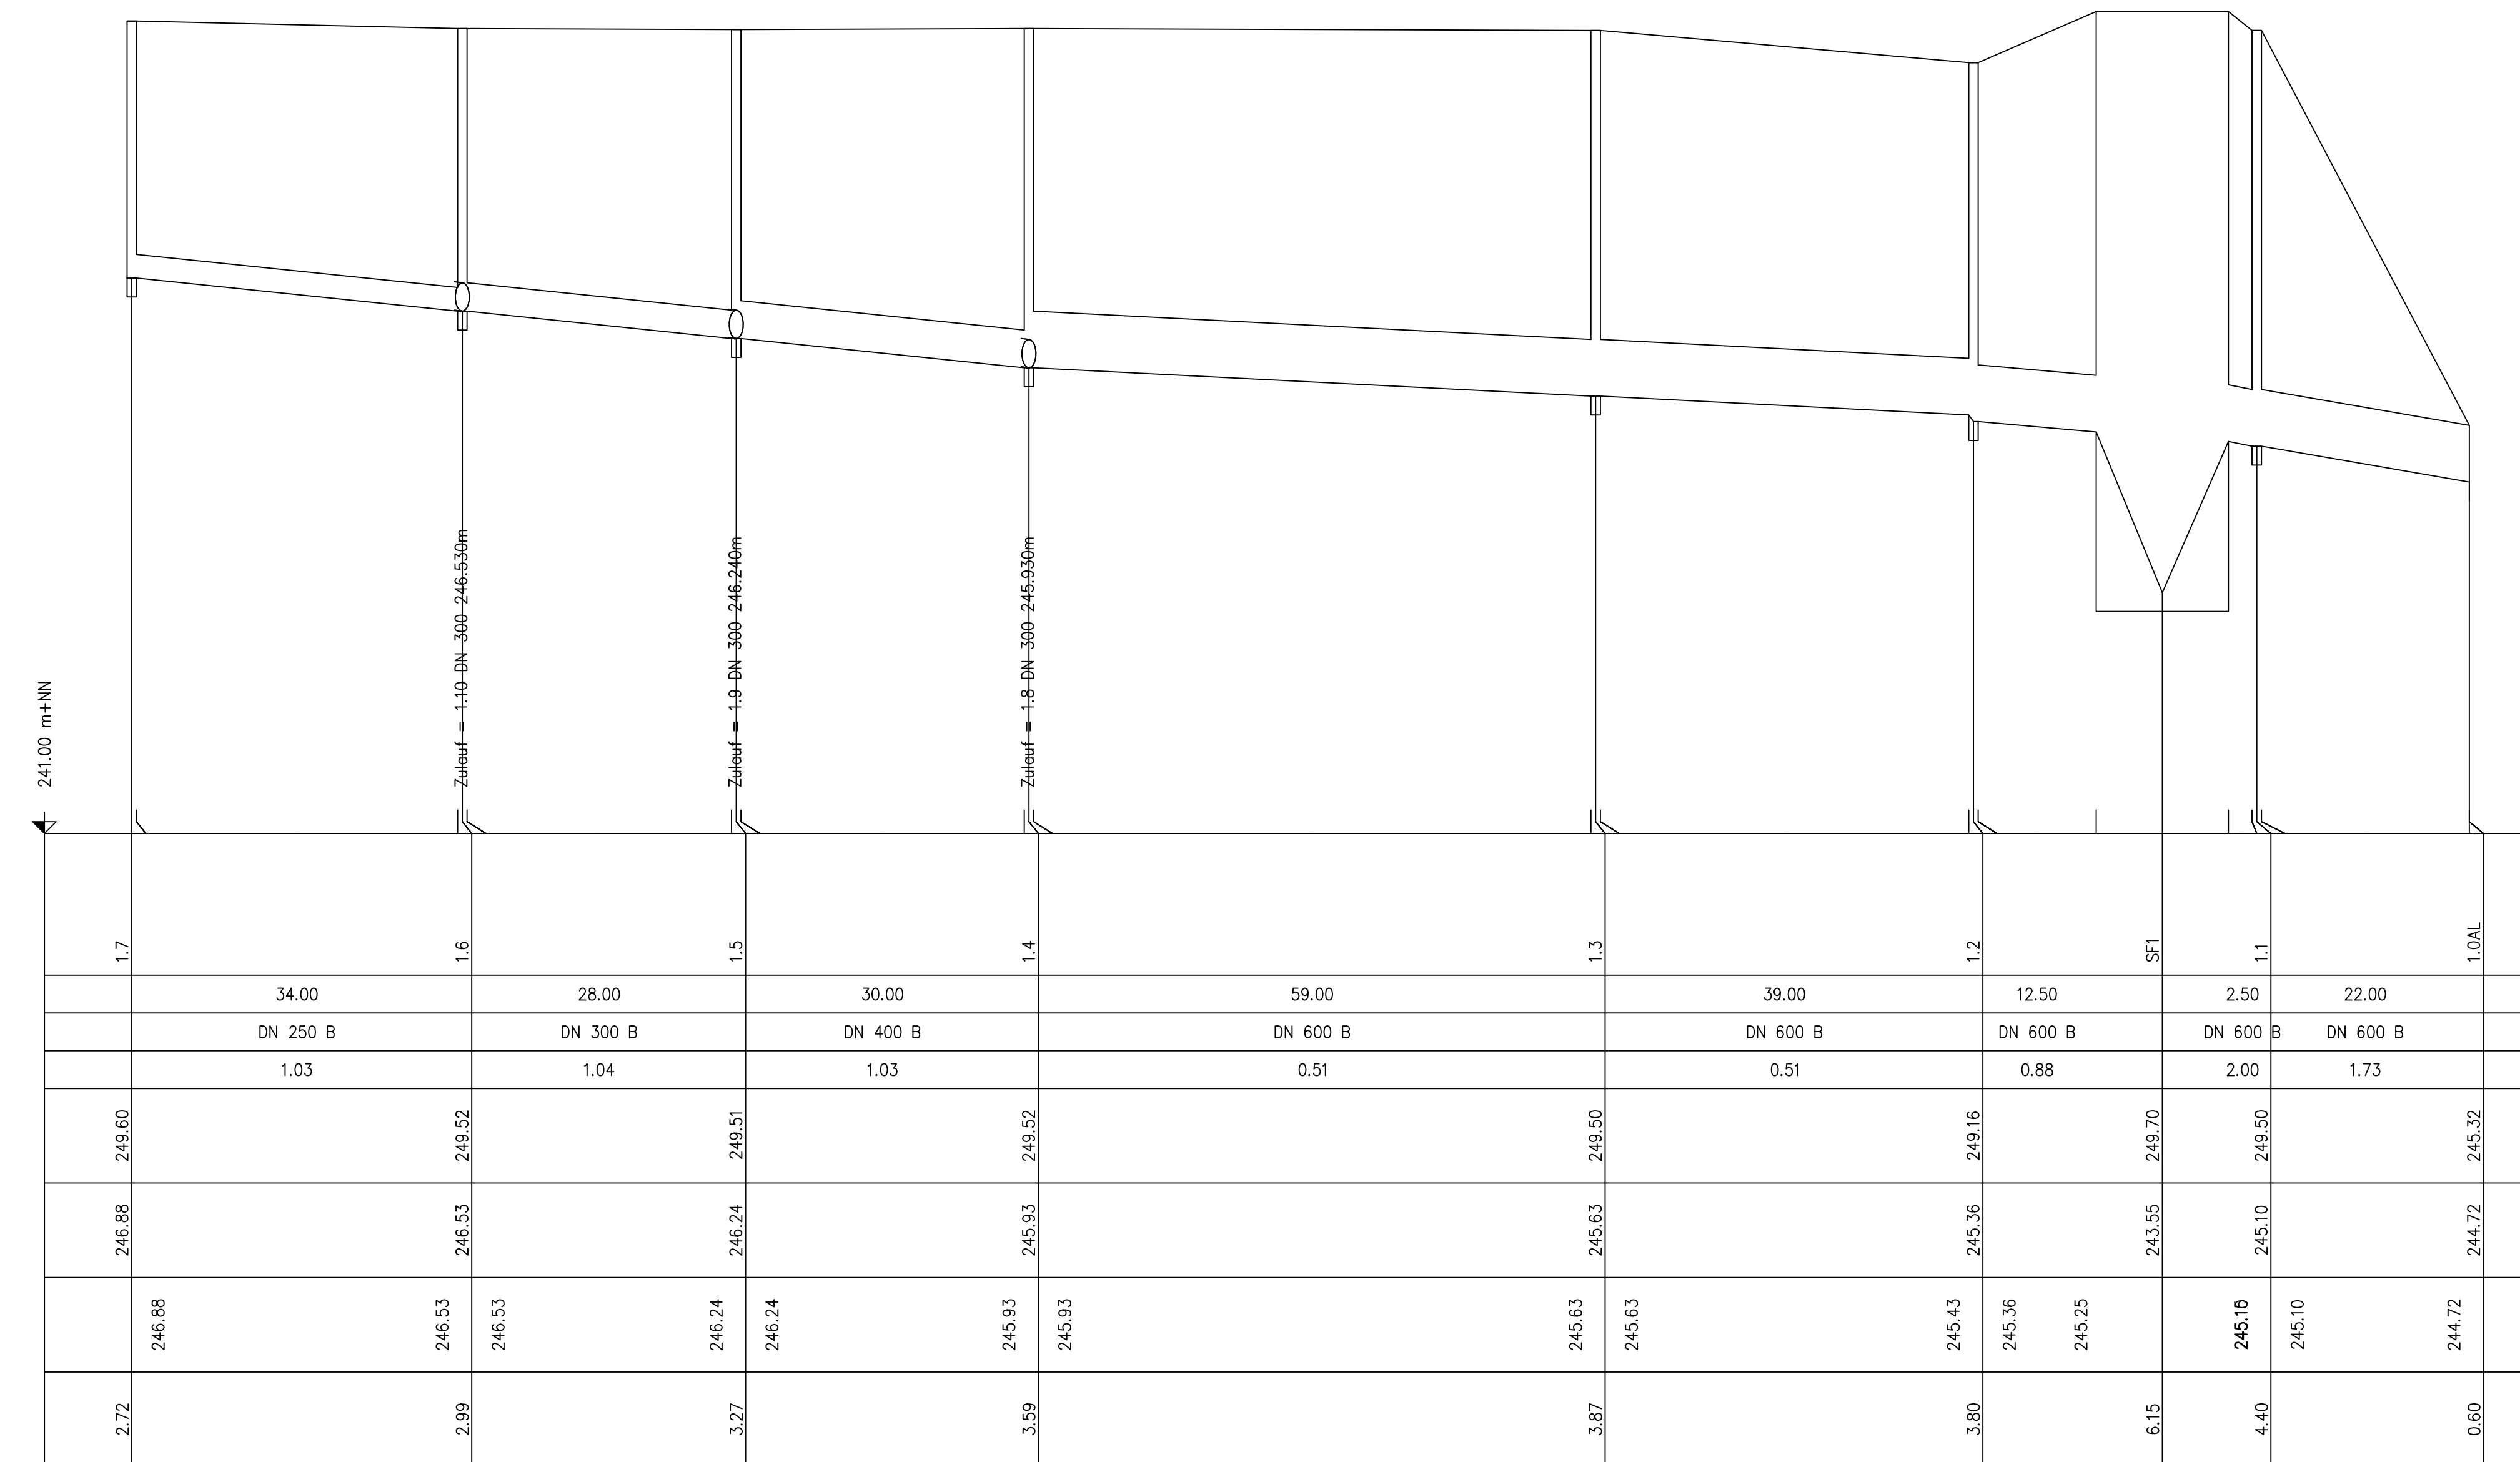 241.00 m+NN
Zulauf = 1.10 DN 300 246.530m
Zulauf = 1.9 DN 300 246.240m
Zulauf = 1.8 DN 300 245.930m
1.7 1.6 1.5 1.4 1.3 1.2 SF1 1.1 1.0AL
34.00 28.00 30.00 59.00 39.00 12.50 2.50 22.00
DN 250 B DN 300 B DN 400 B DN 600 B DN 600 B DN 600 B DN 600 B DN 600 B
1.03 1.04 1.03 0.51 0.51 0.88 2.00 1.73
249.60 249.52 249.51 249.52 249.50 249.16 249.70 249.50 245.32
246.88 246.53 246.24 245.93 245.63 245.36 243.55 245.10 244.72
246.88 246.53 246.53 246.24 246.24 245.93 245.93 245.63 245.63 245.43 245.36 245.25 245.10 244.72
2.72 2.99 3.27 3.59 3.87 3.80 6.15 4.40 0.60